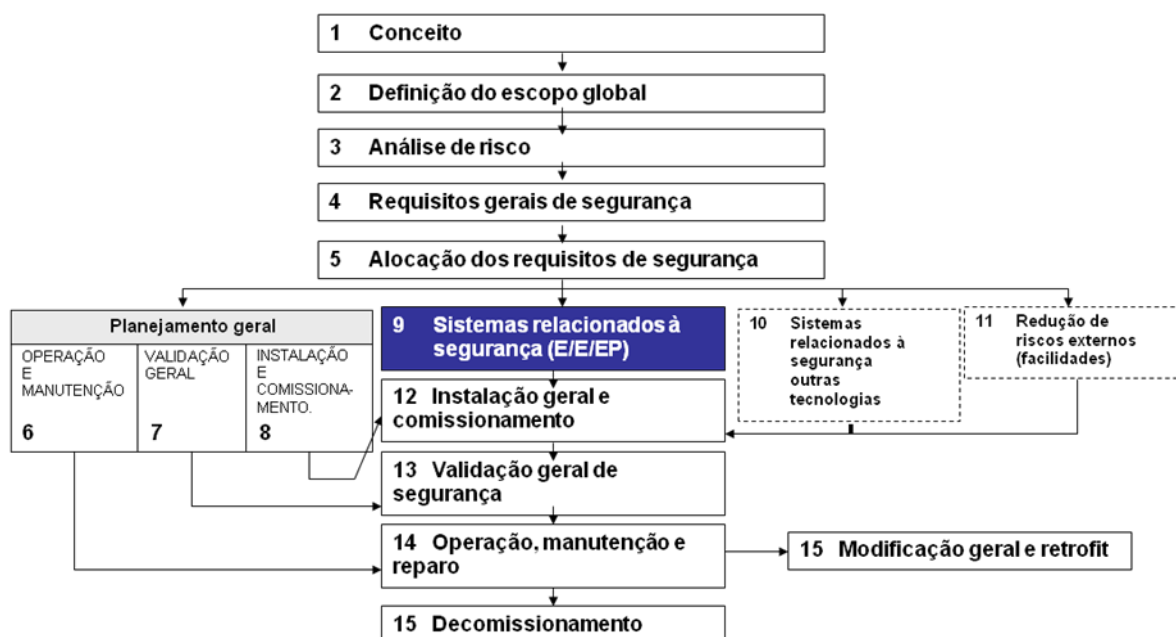 1 Conceito
2 Definição do escopo global
3 Análise de risco
4 Requisitos gerais de segurança
5 Alocação dos requisitos de segurança
Planejamento geral
OPERAÇÃO
E
MANUTENÇÃO
6
VALIDAÇÃO
GERAL
7
INSTALAÇÃO
E
COMISSIONA-
MENTO.
8
9 Sistemas relacionados à
segurança (E/E/EP)
10 Sistemas
relacionados à
segurança
outras
tecnologias
11 Redução de
riscos externos
(facilidades)
12 Instalação geral e
comissionamento
13 Validação geral de
segurança
14 Operação, manutenção e
reparo
15 Modificação geral e retrofit
15 Decomissionamento